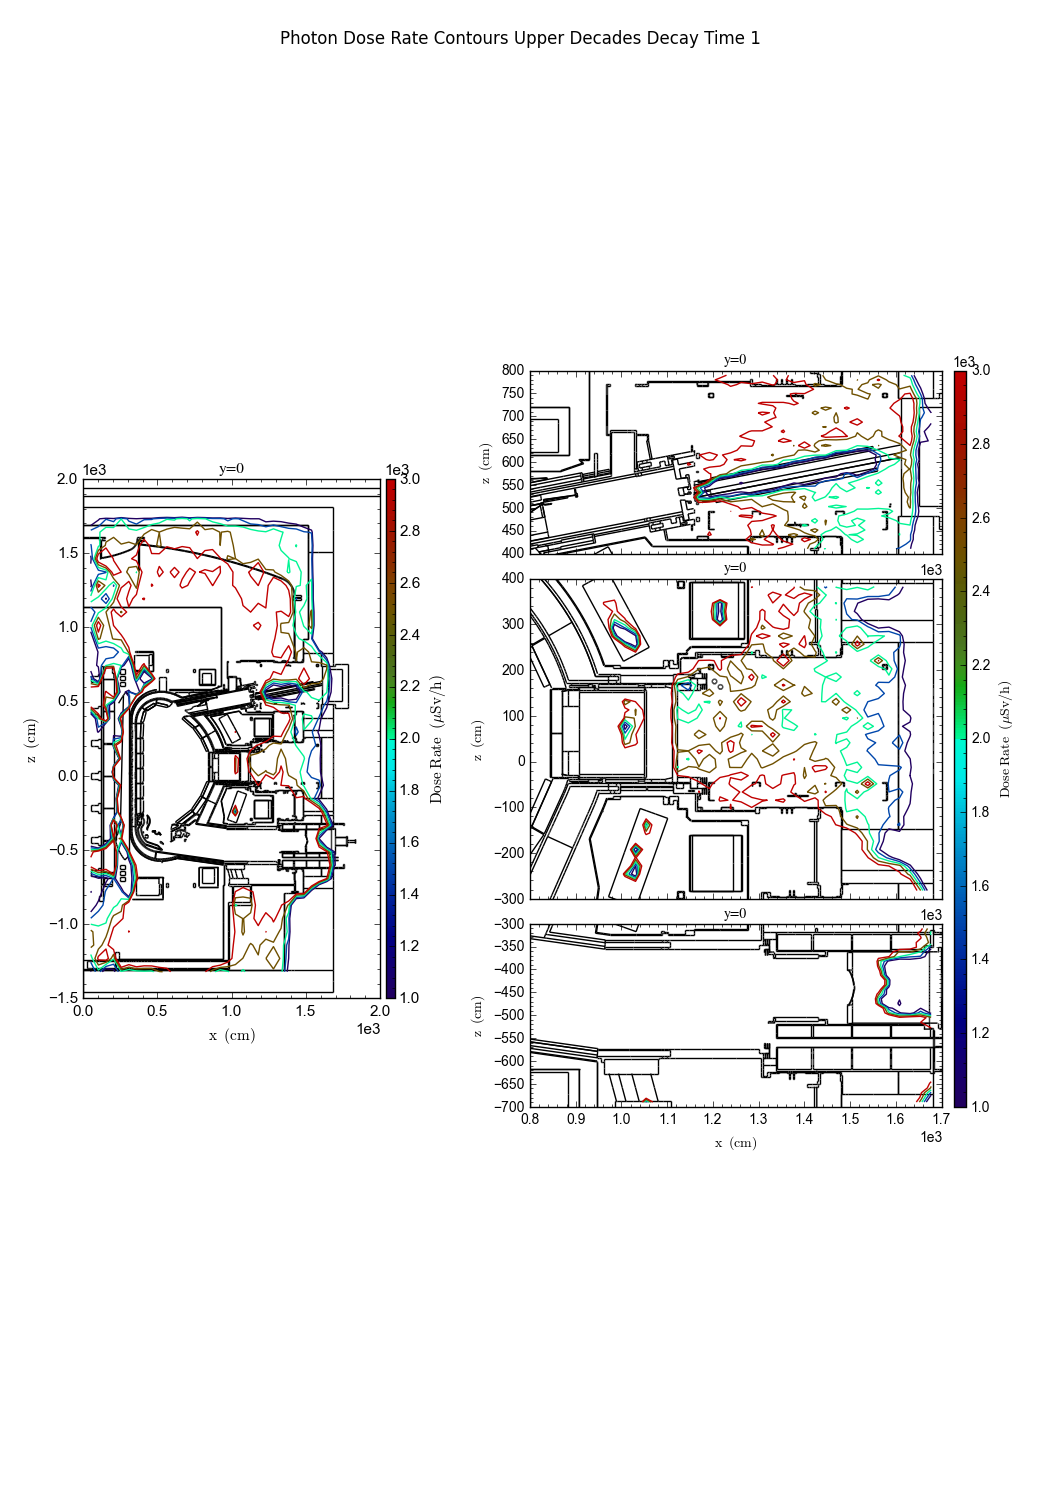 Photon Dose Rate Contours Upper Decades Decay Time 1
y=0
1e3
1e3
2.0
1.5
1.0
0.5
0.0
−0.5
−1.0
−1.5
z (cm)
0.0 0.5 1.0 1.5 2.0
1e3
x (cm)
3.0
2.8
2.6
2.4
2.2
2.0
1.8
1.6
1.4
1.2
1.0
Dose Rate (μSv/h)
y=0
800
750
700
650
600
550
500
450
400
z (cm)
y=0
1e3
400
300
200
100
0
−100
−200
−300
z (cm)
y=0
1e3
−300
−350
−400
−450
−500
−550
−600
−650
−700
z (cm)
0.8 0.9 1.0 1.1 1.2 1.3 1.4 1.5 1.6 1.7
1e3
x (cm)
1e3
3.0
2.8
2.6
2.4
2.2
2.0
1.8
1.6
1.4
1.2
1.0
Dose Rate (μSv/h)